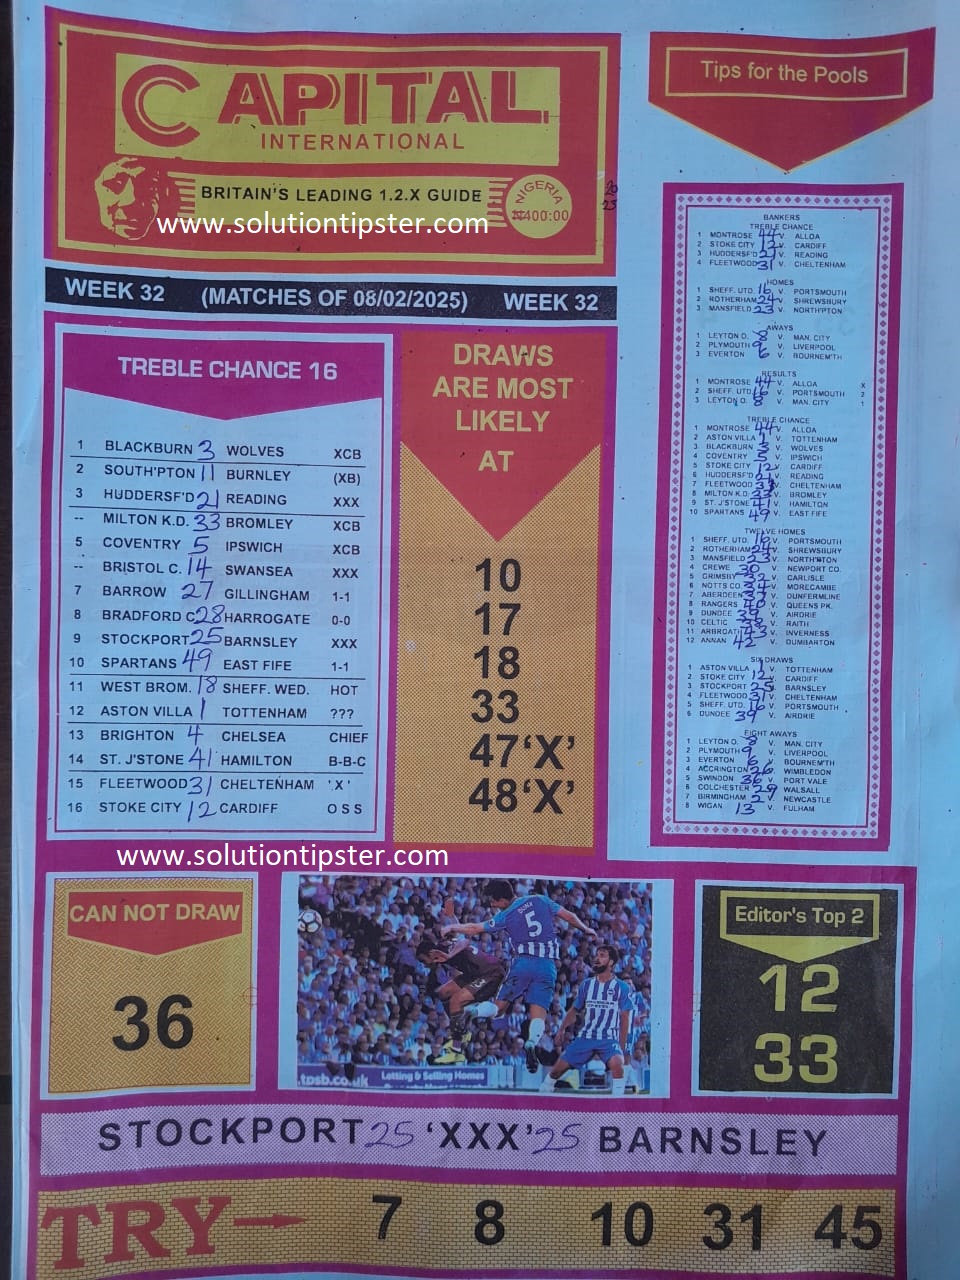 CAPITAL
INTERNATIONAL
BRITAIN'S LEADING 1.2.X GUIDE
NIGERIA
₦400:00
www.solutiontipster.com
20
23
WEEK 32 (MATCHES OF 08/02/2025) WEEK 32
TREBLE CHANCE 16
1 BLACKBURN 3 WOLVES XCB
2 SOUTH'PTON 11 BURNLEY (XB)
3 HUDDERSF'D 21 READING XXX
-- MILTON K.D. 33 BROMLEY XCB
5 COVENTRY 5 IPSWICH XCB
-- BRISTOL C. 14 SWANSEA XXX
7 BARROW 27 GILLINGHAM 1-1
8 BRADFORD C 28 HARROGATE 0-0
9 STOCKPORT 25 BARNSLEY XXX
10 SPARTANS 49 EAST FIFE 1-1
11 WEST BROM. 18 SHEFF. WED. HOT
12 ASTON VILLA 1 TOTTENHAM ???
13 BRIGHTON 4 CHELSEA CHIEF
14 ST. J'STONE 41 HAMILTON B-B-C
15 FLEETWOOD 31 CHELTENHAM 'X'
16 STOKE CITY 12 CARDIFF O S S
DRAWS
ARE MOST
LIKELY
AT
10
17
18
33
47'X'
48'X'
Tips for the Pools
BANKERS
TREBLE CHANCE
1 MONTROSE 44 V. ALLOA
2 STOKE CITY 12 V. CARDIFF
3 HUDDERSF'D 21 V. READING
4 FLEETWOOD 31 V. CHELTENHAM
HOMES
1 SHEFF. UTD. 16 V. PORTSMOUTH
2 ROTHERHAM 24 V. SHREWSBURY
3 MANSFIELD 23 V. NORTH'PTON
AWAYS
1 LEYTON O. 8 V. MAN. CITY
2 PLYMOUTH 9 V. LIVERPOOL
3 EVERTON 6 V. BOURNEM'TH
RESULTS
1 MONTROSE 44 V. ALLOA X
2 SHEFF. UTD. 16 V. PORTSMOUTH 2
3 LEYTON O. 8 V. MAN. CITY 1
TREBLE CHANCE
1 MONTROSE 44 V. ALLOA
2 ASTON VILLA 1 V. TOTTENHAM
3 BLACKBURN 3 V. WOLVES
4 COVENTRY 5 V. IPSWICH
5 STOKE CITY 12 V. CARDIFF
6 HUDDERSF'D 21 V. READING
7 FLEETWOOD 31 V. CHELTENHAM
8 MILTON K.D. 33 V. BROMLEY
9 ST. J'STONE 41 V. HAMILTON
10 SPARTANS 49 V. EAST FIFE
TWELVE HOMES
1 SHEFF. UTD. 16 V. PORTSMOUTH
2 ROTHERHAM 24 V. SHREWSBURY
3 MANSFIELD 23 V. NORTH'TON
4 CREWE 30 V. NEWPORT CO.
5 GRIMSBY 32 V. CARLISLE
6 NOTTS CO. 34 V. MORECAMBE
7 ABERDEEN 37 V. DUNFERMLINE
8 RANGERS 40 V. QUEENS PK.
9 DUNDEE 39 V. AIRDRIE
10 CELTIC 38 V. RAITH
11 ARBROATH 43 V. INVERNESS
12 ANNAN 42 V. DUMBARTON
SIX DRAWS
1 ASTON VILLA 1 V. TOTTENHAM
2 STOKE CITY 12 V. CARDIFF
3 STOCKPORT 25 V. BARNSLEY
4 FLEETWOOD 31 V. CHELTENHAM
5 SHEFF. UTD. 16 V. PORTSMOUTH
6 DUNDEE 39 V. AIRDRIE
EIGHT AWAYS
1 LEYTON O. 8 V. MAN. CITY
2 PLYMOUTH 9 V. LIVERPOOL
3 EVERTON 6 V. BOURNEM'TH
4 ACCRINGTON 26 V. WIMBLEDON
5 SWINDON 36 V. PORT VALE
6 COLCHESTER 29 V. WALSALL
7 BIRMINGHAM 2 V. NEWCASTLE
8 WIGAN 13 V. FULHAM
www.solutiontipster.com
CAN NOT DRAW
36
DUNK
5
tpsb.co.uk Letting & Selling Homes
Editor's Top 2
12
33
STOCKPORT 25 'XXX' 25 BARNSLEY
TRY 7 8 10 31 45